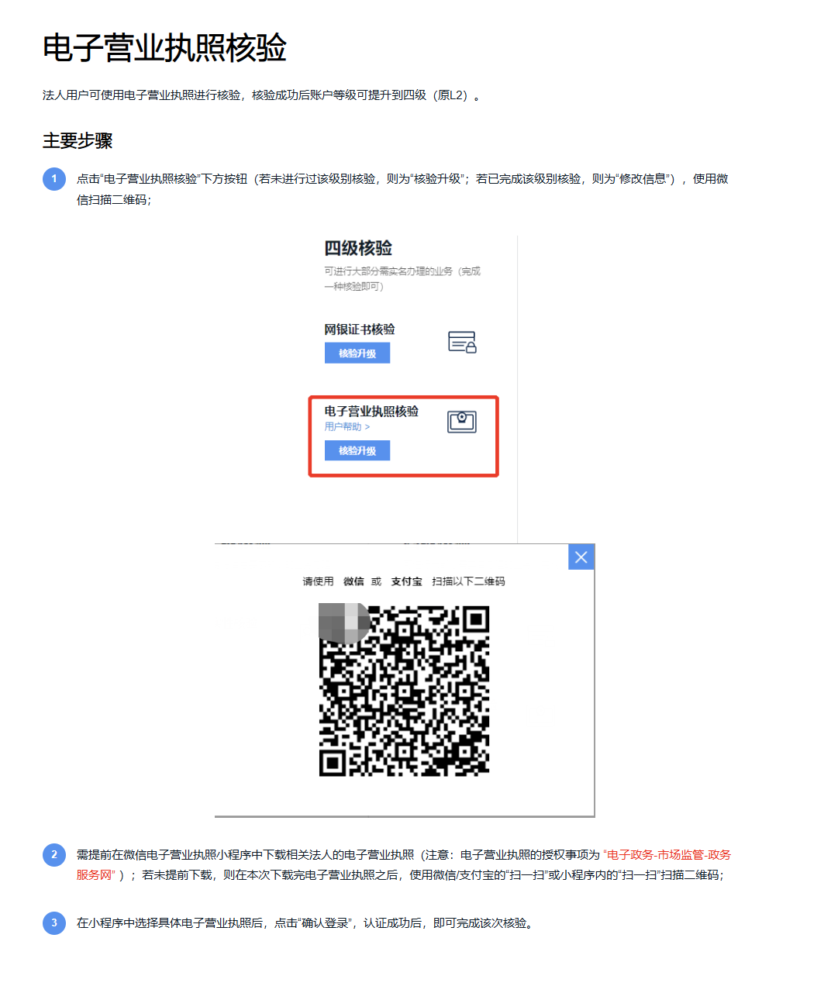 电子营业执照核验
法人用户可使用电子营业执照进行核验，核验成功后账户等级可提升到四级（原L2）。
主要步骤
1 点击“电子营业执照核验”下方按钮（若未进行过该级别核验，则为“核验升级”；若已完成该级别核验，则为“修改信息”），使用微
信扫描二维码；
四级核验
可进行大部分需实名办理的业务（完成
一种核验即可）
网银证书核验
核验升级
电子营业执照核验
用户帮助 >
核验升级
请使用 微信 或 支付宝 扫描以下二维码
2 需提前在微信电子营业执照小程序中下载相关法人的电子营业执照（注意：电子营业执照的授权事项为 “电子政务-市场监管-政务
服务网”）；若未提前下载，则在本次下载完电子营业执照之后，使用微信/支付宝的“扫一扫”或小程序内的“扫一扫”扫描二维码；
3 在小程序中选择具体电子营业执照后，点击“确认登录”，认证成功后，即可完成该次核验。